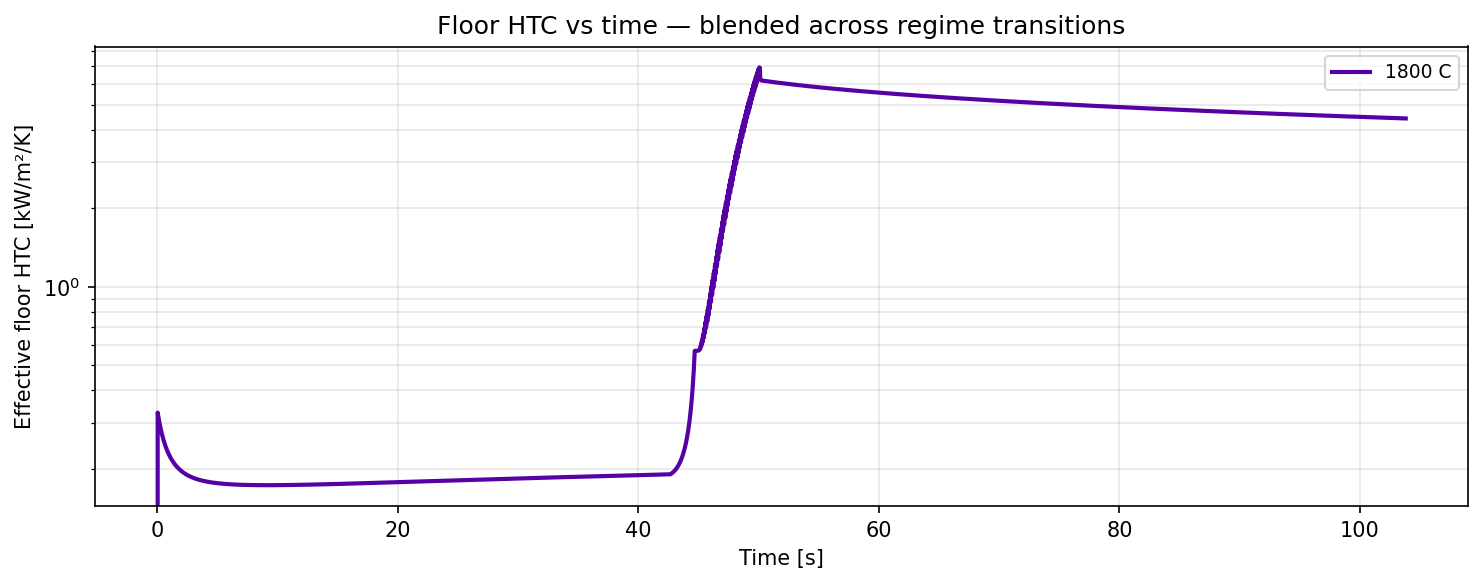 Floor HTC vs time — blended across regime transitions
1800 C
Effective floor HTC [kW/m²/K]
10⁰
0 20 40 60 80 100
Time [s]